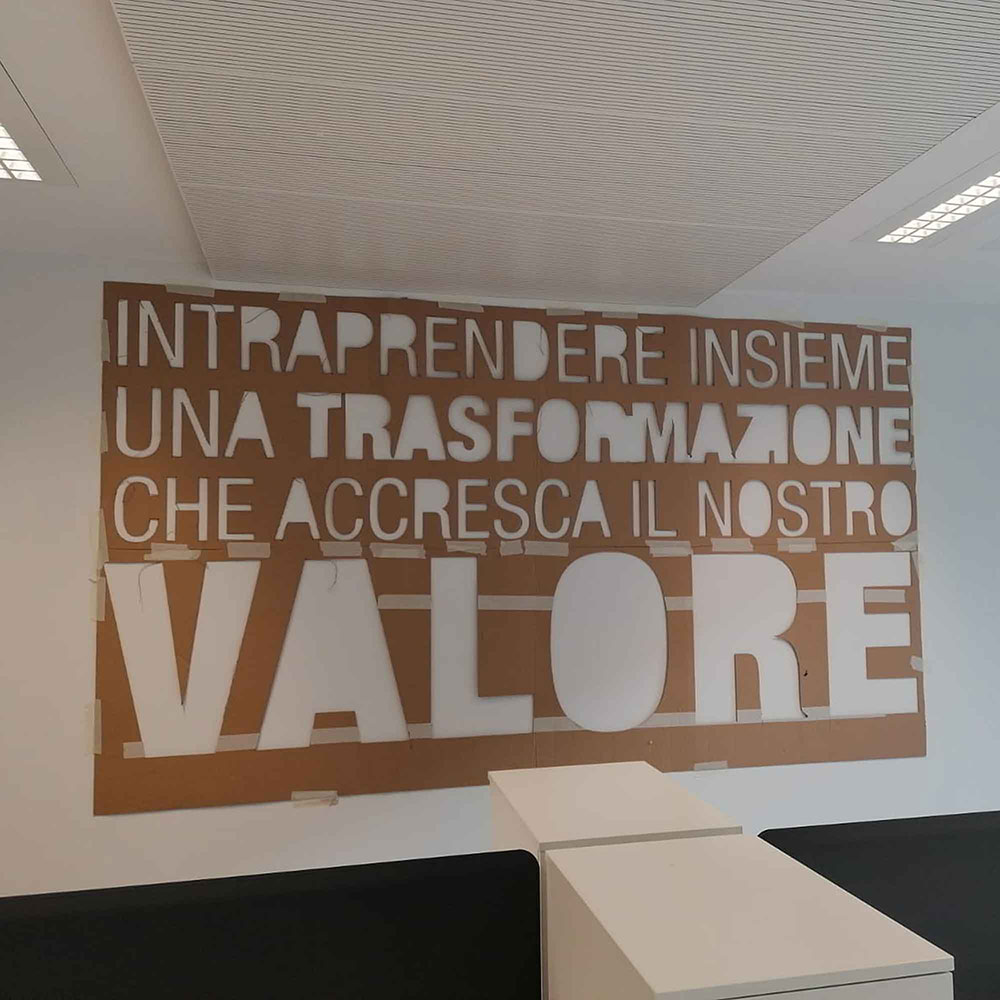 INTRAPRENDERE INSIEME
UNA TRASFORMAZIONE
CHE ACCRESCA IL NOSTRO
VALORE